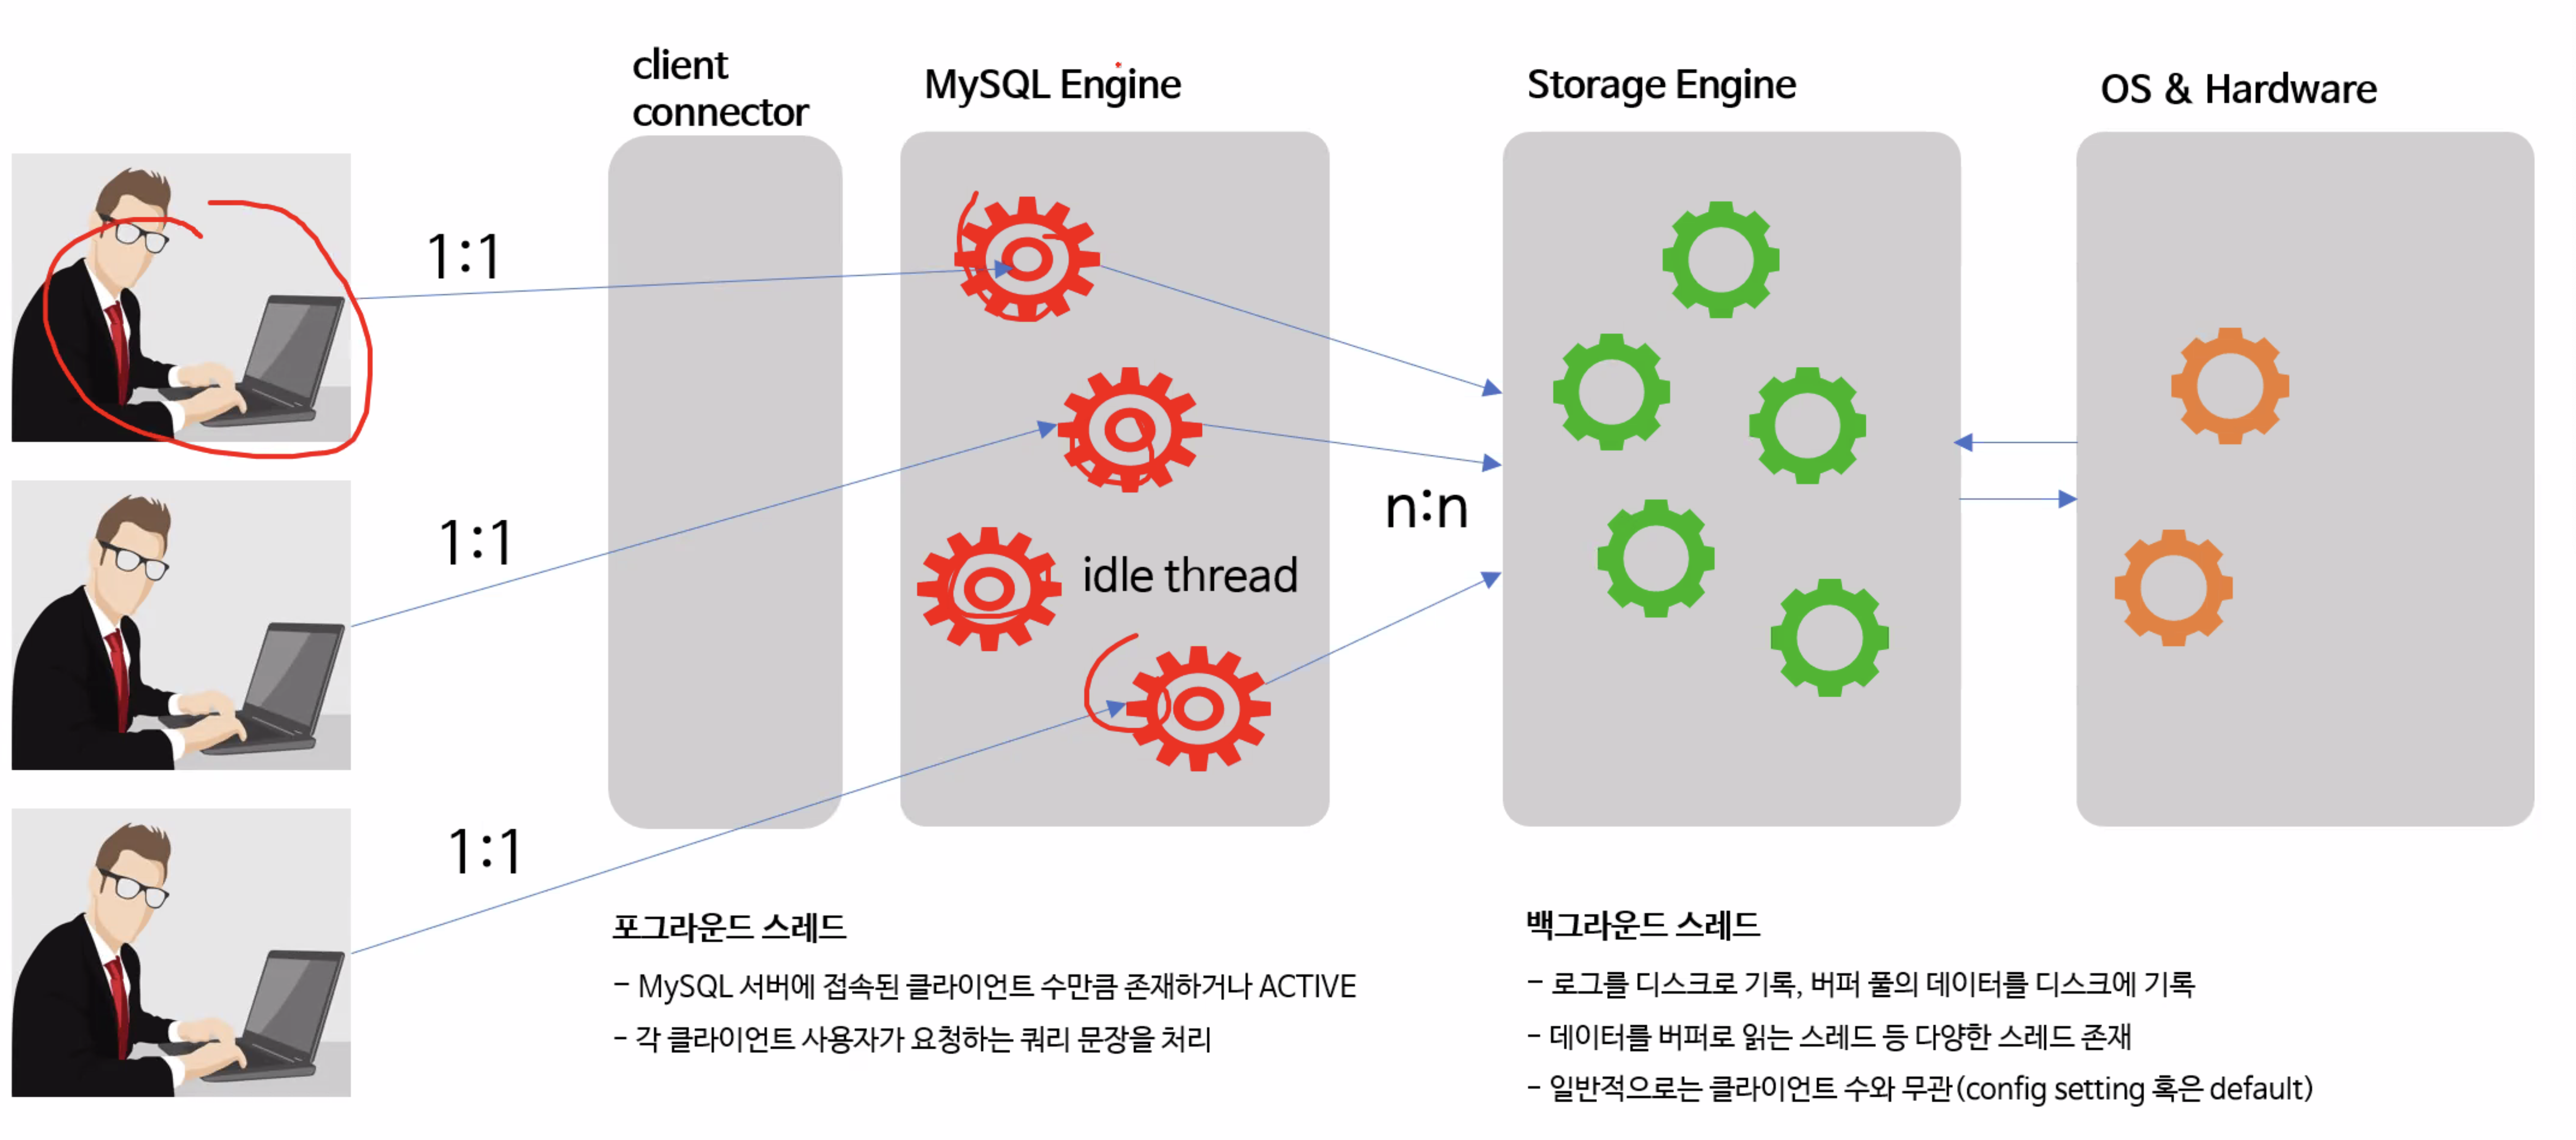 client
connector
MySQL Engine
Storage Engine
OS & Hardware
1:1
1:1
1:1
n:n
idle thread
포그라운드 스레드
- MySQL 서버에 접속된 클라이언트 수만큼 존재하거나 ACTIVE
- 각 클라이언트 사용자가 요청하는 쿼리 문장을 처리
백그라운드 스레드
- 로그를 디스크로 기록, 버퍼 풀의 데이터를 디스크에 기록
- 데이터를 버퍼로 읽는 스레드 등 다양한 스레드 존재
- 일반적으로는 클라이언트 수와 무관(config setting 혹은 default)